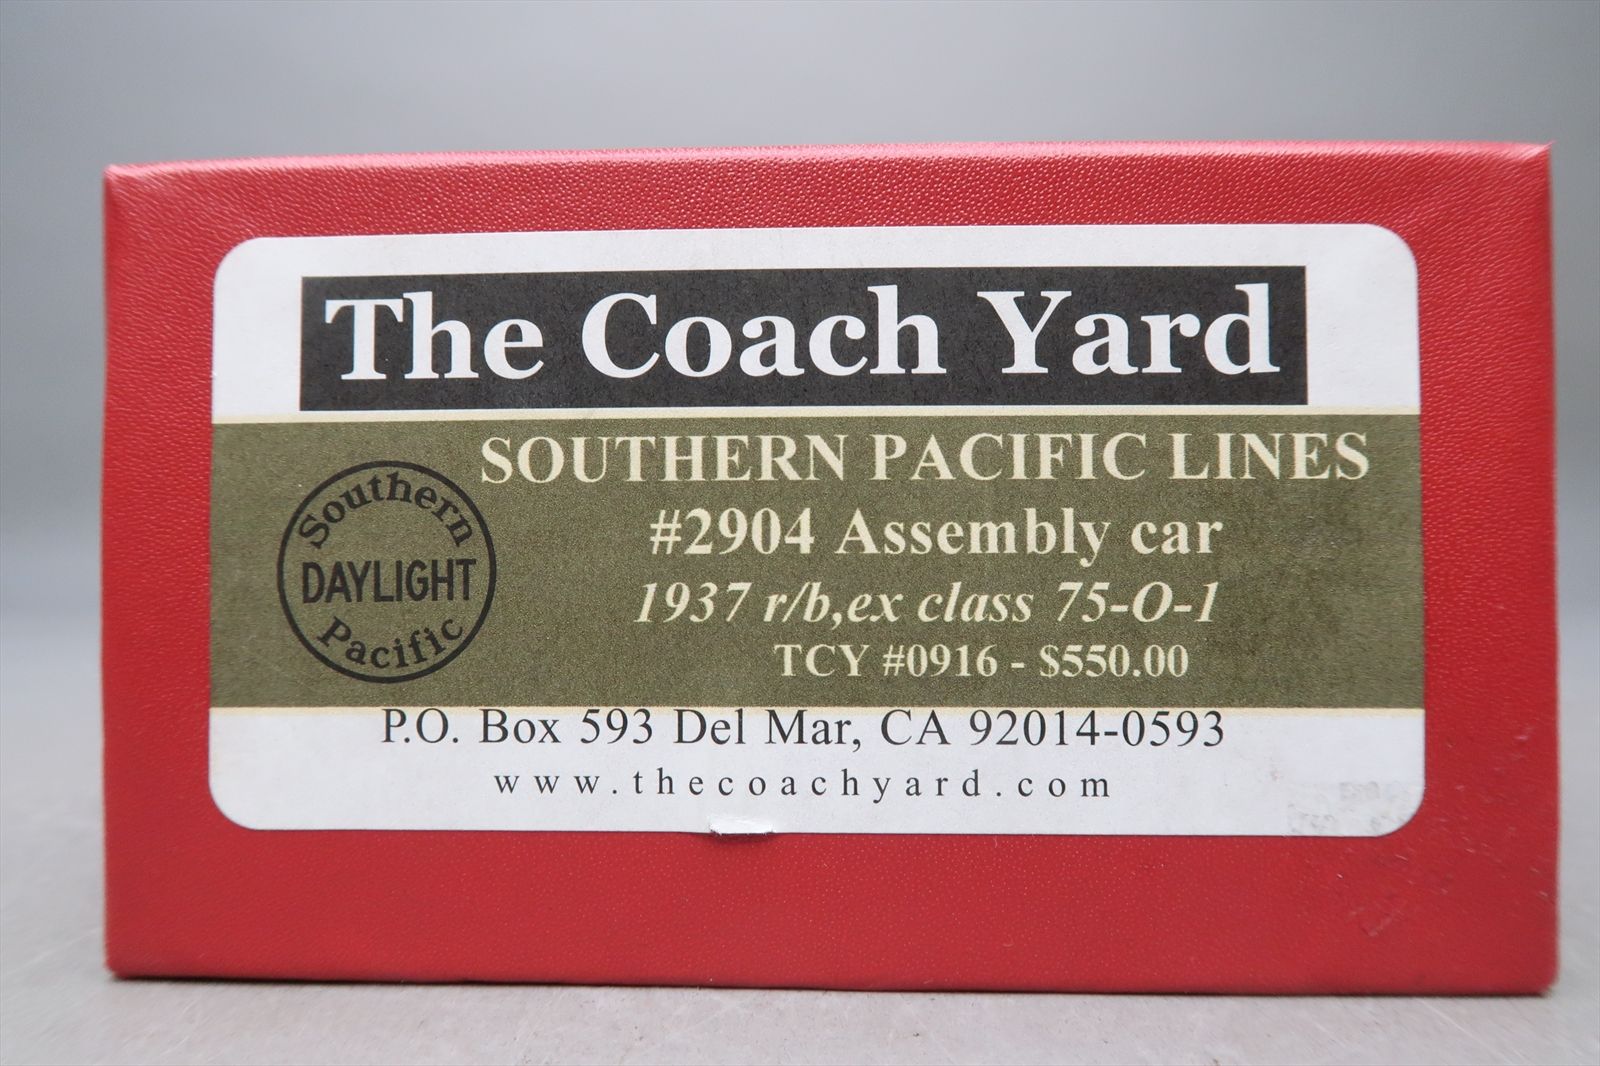 The Coach Yard
SOUTHERN PACIFIC LINES
#2904 Assembly car
1937 r/b,ex class 75-O-1
TCY #0916 - $550.00
Southern
DAYLIGHT
Pacific
P.O. Box 593 Del Mar, CA 92014-0593
www.thecoachyard.com